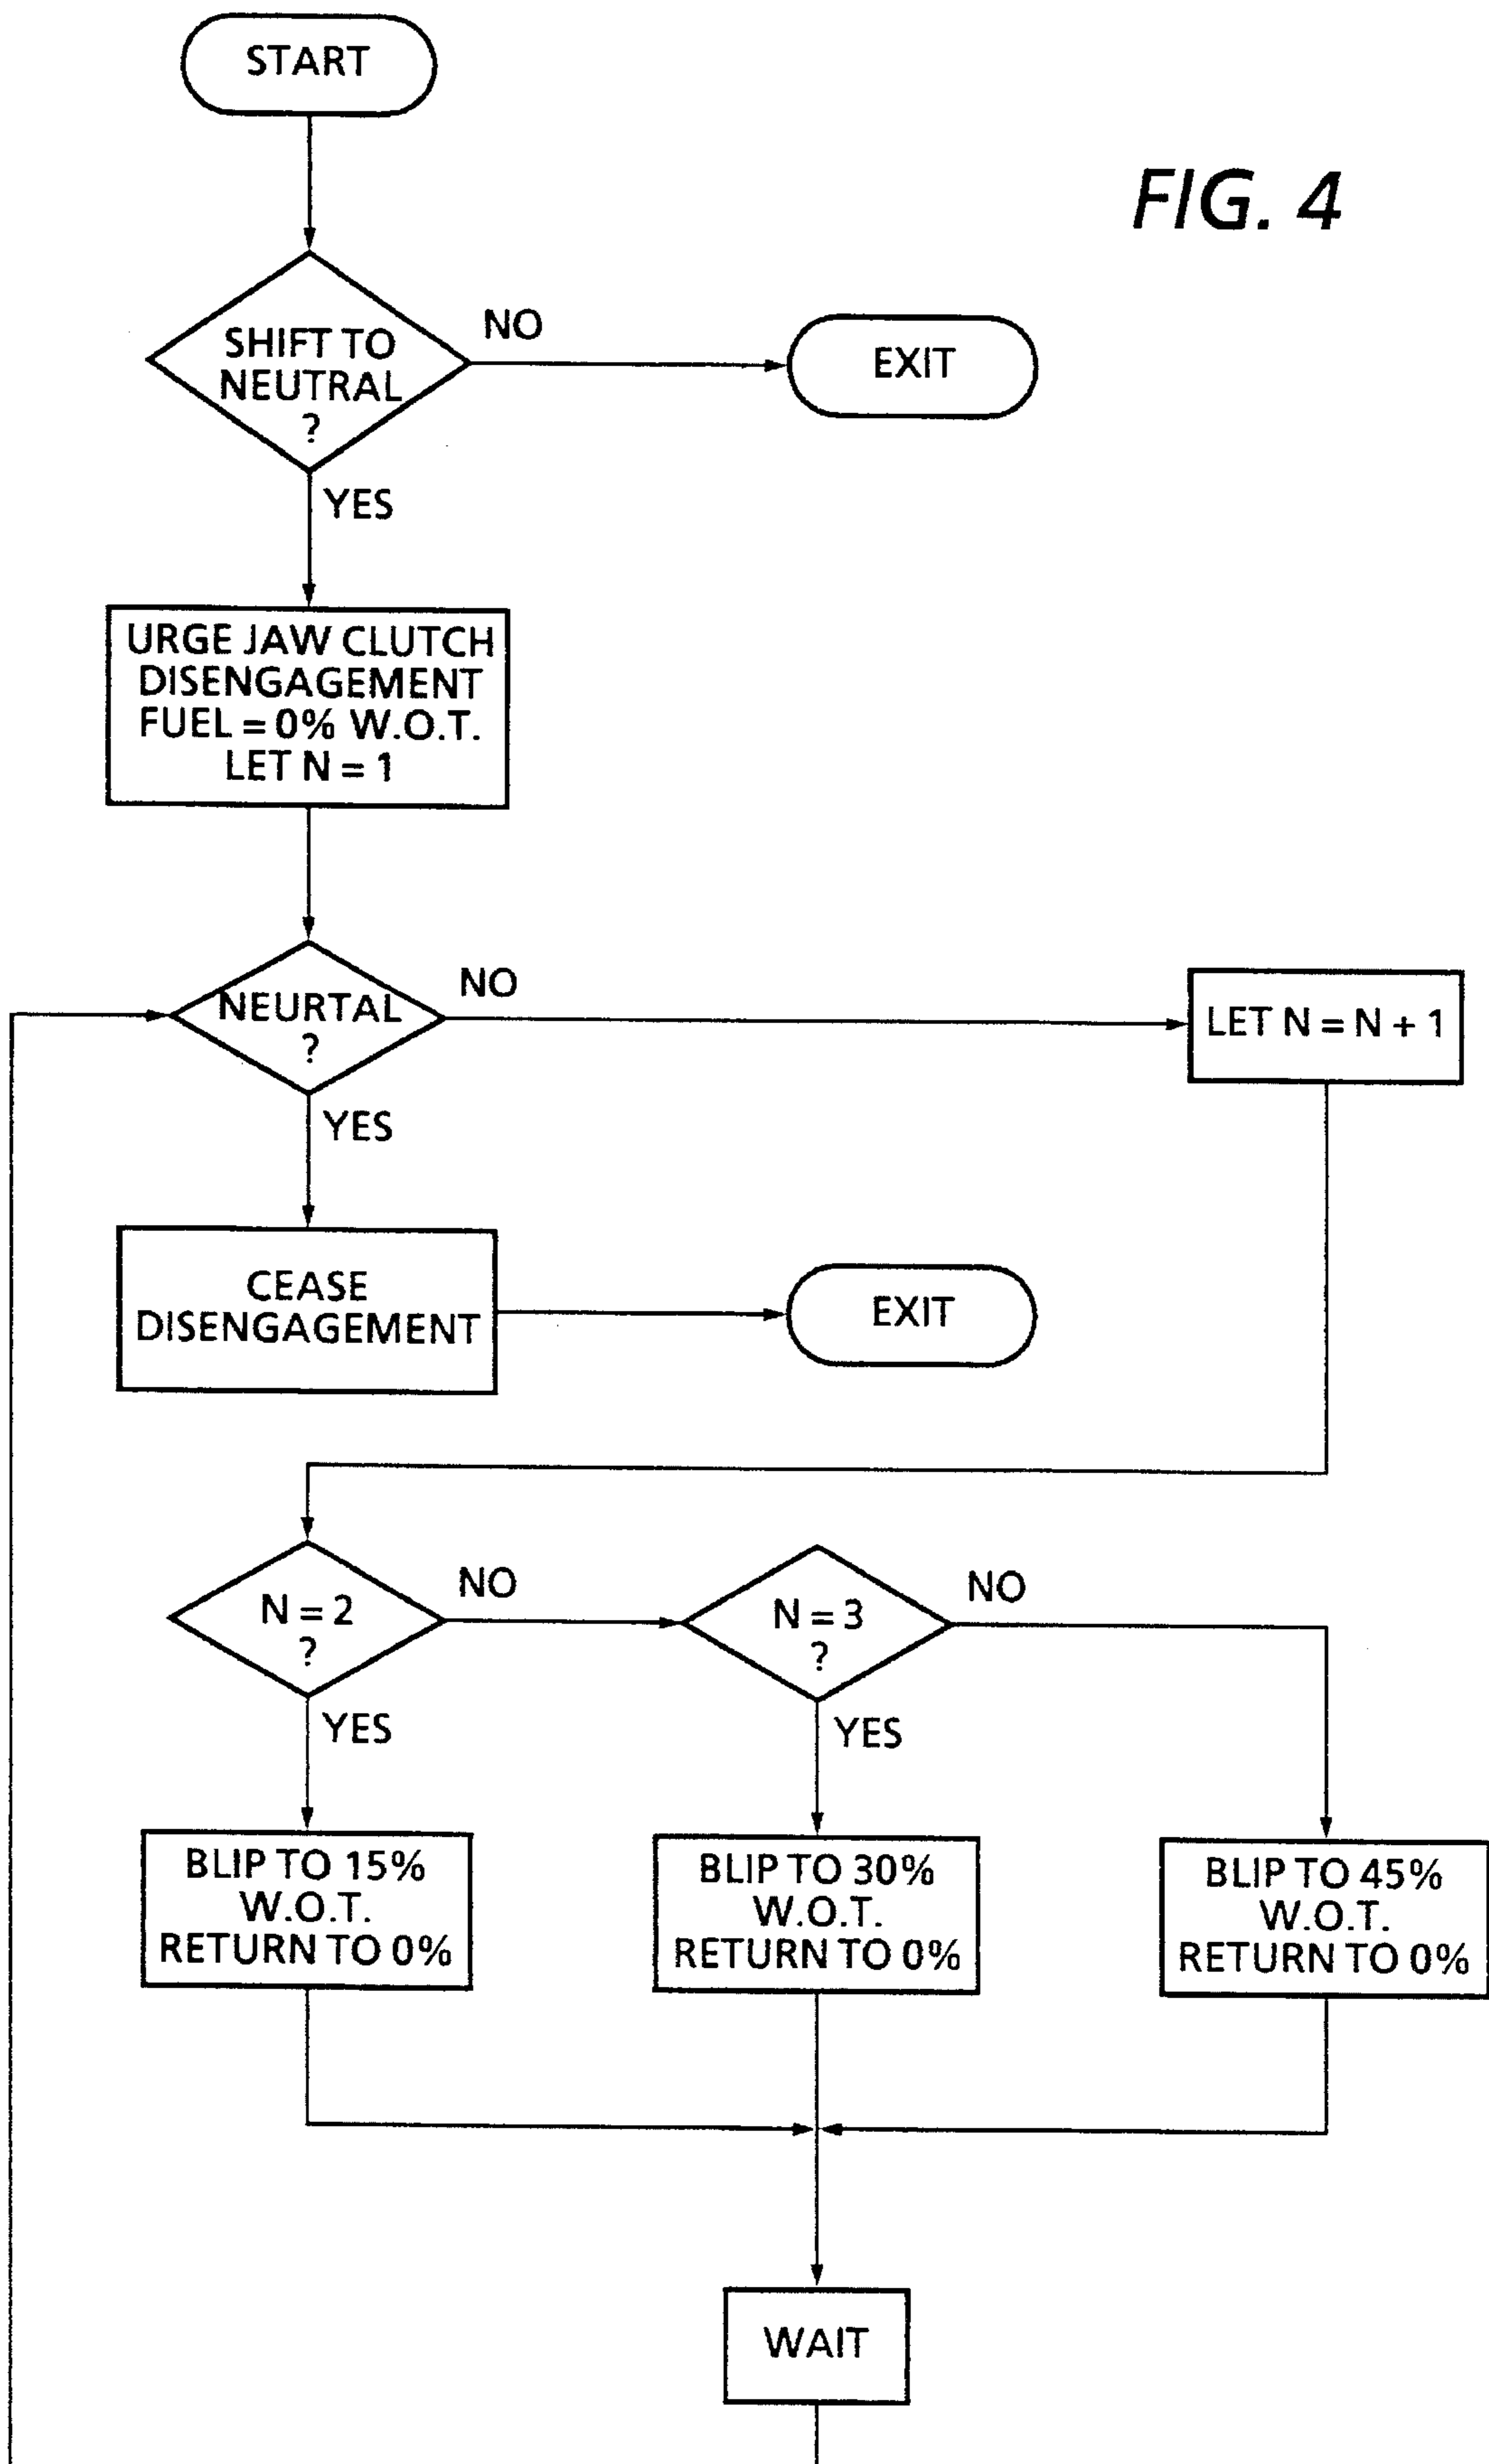 START
FIG. 4
SHIFT TO
NEUTRAL
?
NO
EXIT
YES
URGE JAW CLUTCH
DISENGAGEMENT
FUEL = 0% W.O.T.
LET N = 1
NEURTAL
?
NO
LET N = N + 1
YES
CEASE
DISENGAGEMENT
EXIT
N = 2
?
NO
N = 3
?
NO
YES
YES
BLIP TO 15%
W.O.T.
RETURN TO 0%
BLIP TO 30%
W.O.T.
RETURN TO 0%
BLIP TO 45%
W.O.T.
RETURN TO 0%
WAIT